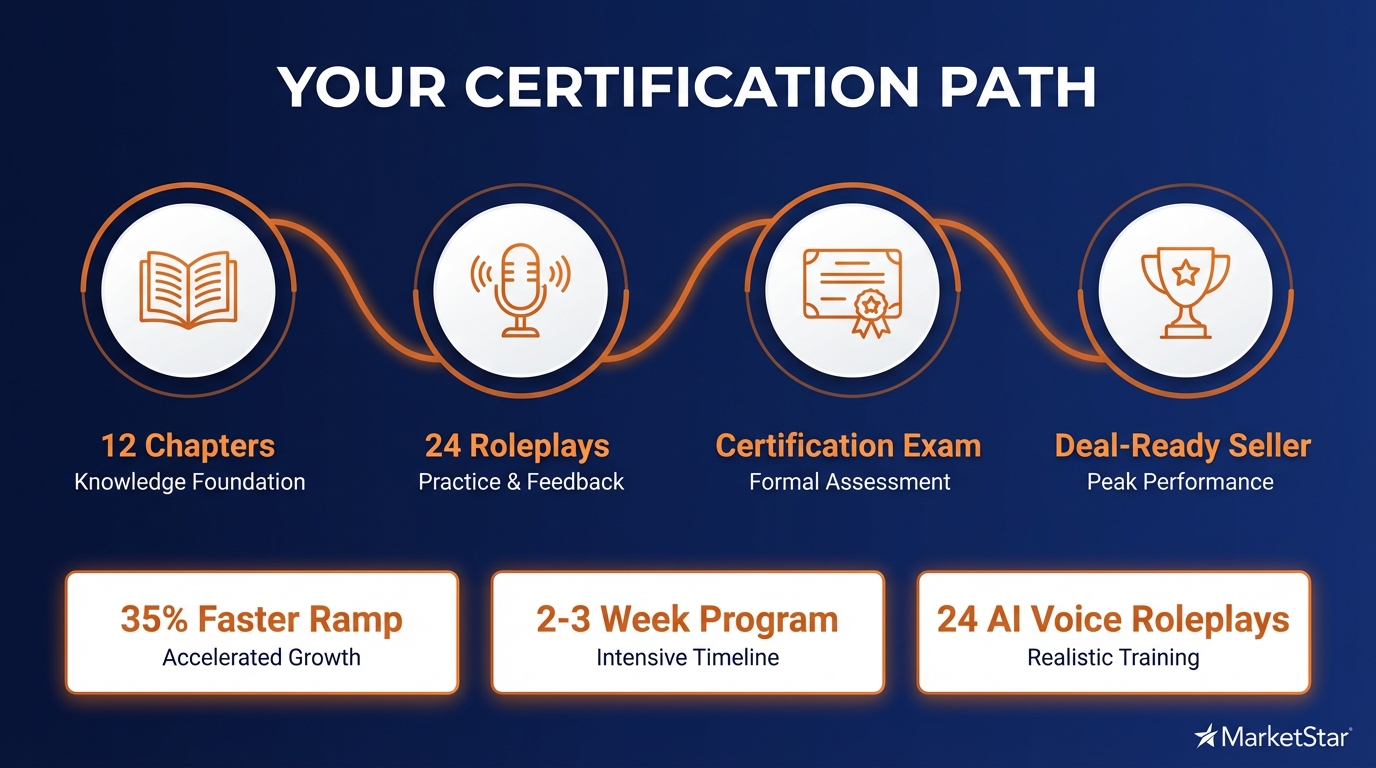 YOUR CERTIFICATION PATH
12 Chapters
Knowledge Foundation
24 Roleplays
Practice & Feedback
Certification Exam
Formal Assessment
Deal-Ready Seller
Peak Performance
35% Faster Ramp
Accelerated Growth
2-3 Week Program
Intensive Timeline
24 AI Voice Roleplays
Realistic Training
MarketStar